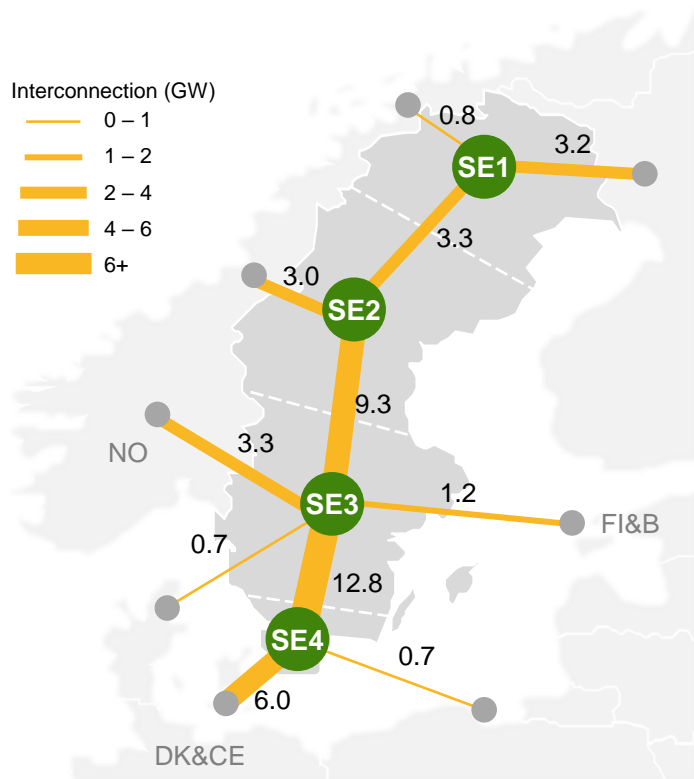 Interconnection (GW)
0 – 1
1 – 2
2 – 4
4 – 6
6+
0.8
3.2
SE1
3.3
3.0
SE2
9.3
3.3
NO
SE3
1.2
FI&B
0.7
12.8
SE4
0.7
6.0
DK&CE